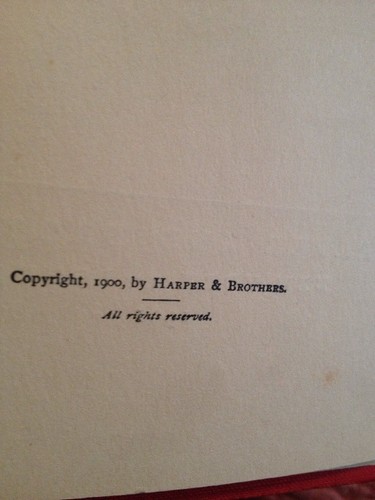 Copyright, 1900, by HARPER & BROTHERS.
All rights reserved.